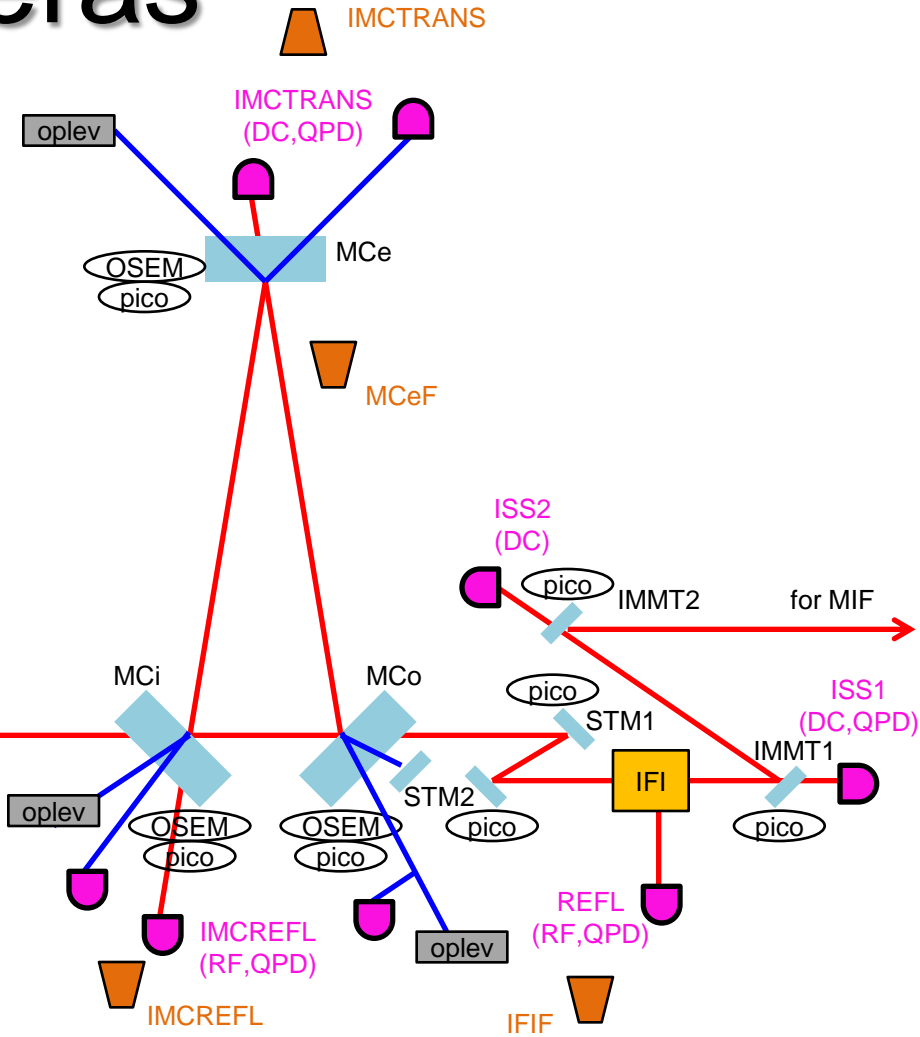 IMCTRANS
IMCTRANS
(DC,QPD)
oplev
MCe
OSEM
pico
MCeF
ISS2
(DC)
pico
IMMT2
for MIF
MCi
MCo
pico
ISS1
(DC,QPD)
STM1
IMMT1
IFI
STM2
oplev
OSEM
pico
OSEM
pico
pico
pico
REFL
(RF,QPD)
IMCREFL
(RF,QPD)
oplev
IMCREFL
IFIF